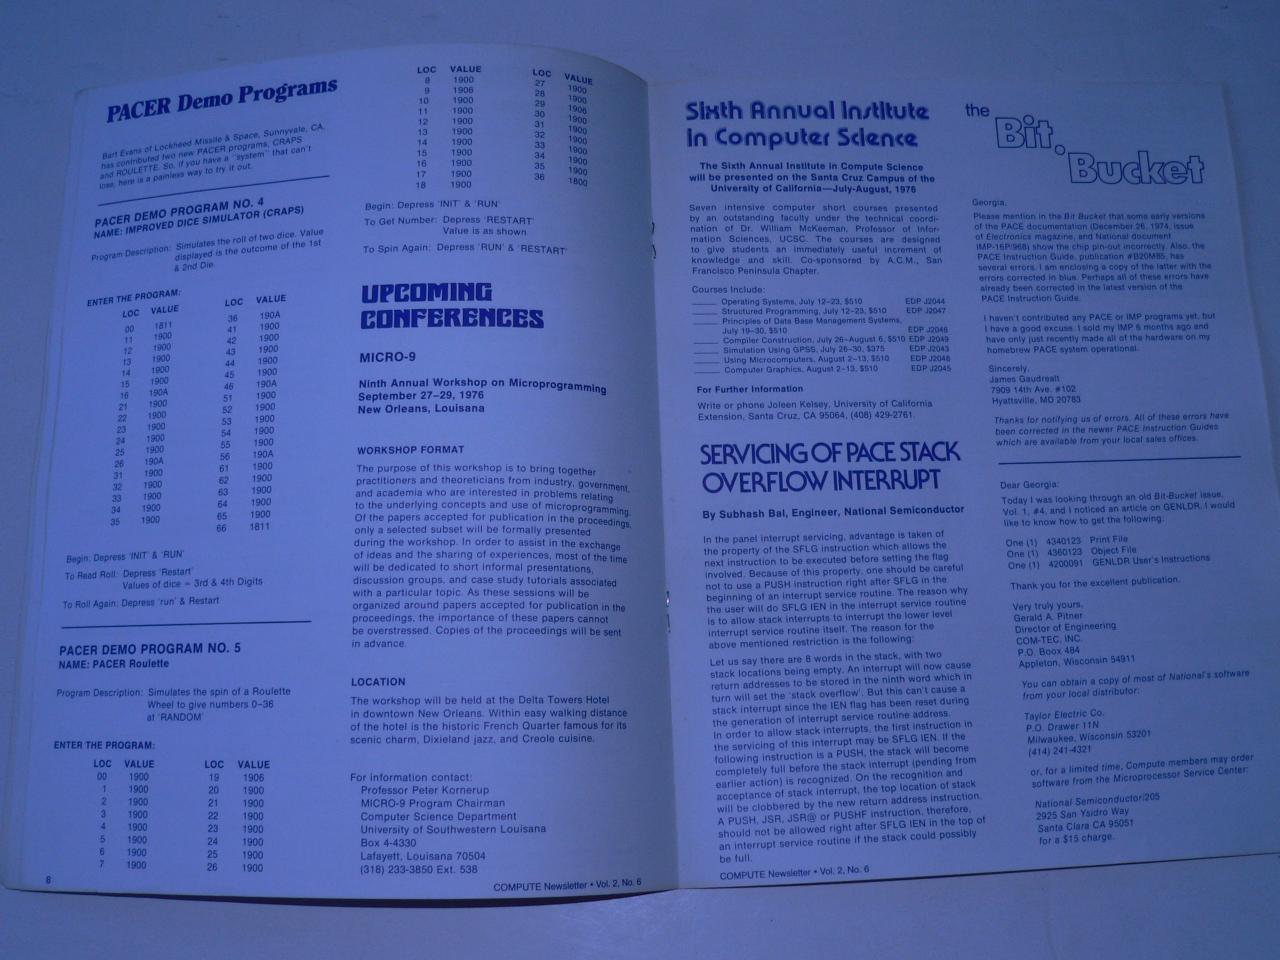 PACER Demo Programs
Bart Evans of Lockheed Missile & Space, Sunnyvale, CA,
has contributed two new PACER programs, CRAPS
and ROULETTE. So, if you have a "system" that can't
lose, here is a painless way to try it out.
PACER DEMO PROGRAM NO. 4
NAME: IMPROVED DICE SIMULATOR (CRAPS)
Program Description: Simulates the roll of two dice. Value
displayed is the outcome of the 1st
& 2nd Die.
ENTER THE PROGRAM:
LOC VALUE LOC VALUE
00 1811 36 190A
11 1900 41 1900
12 1900 42 1900
13 1900 43 1900
14 1900 44 1900
15 1900 45 1900
16 190A 46 190A
21 1900 51 1900
22 1900 52 1900
23 1900 53 1900
24 1900 54 1900
25 1900 55 1900
26 190A 56 190A
31 1900 61 1900
32 1900 62 1900
33 1900 63 1900
34 1900 64 1900
35 1900 65 1900
66 1811
Begin: Depress 'INIT' & 'RUN'
To Read Roll: Depress 'Restart'
Values of dice = 3rd & 4th Digits
To Roll Again: Depress 'run' & Restart
PACER DEMO PROGRAM NO. 5
NAME: PACER Roulette
Program Description: Simulates the spin of a Roulette
Wheel to give numbers 0–36
at 'RANDOM'
ENTER THE PROGRAM:
LOC VALUE LOC VALUE
00 1900 19 1906
1 1900 20 1900
2 1900 21 1900
3 1900 22 1900
4 1900 23 1900
5 1900 24 1900
6 1900 25 1900
7 1900 26 1900
8
LOC VALUE LOC VALUE
8 1900 27 1900
9 1906 28 1900
10 1900 29 1906
11 1900 30 1900
12 1900 31 1900
13 1900 32 1900
14 1900 33 1900
15 1900 34 1900
16 1900 35 1900
17 1900 36 1800
18 1900
Begin: Depress 'INIT' & 'RUN'
To Get Number: Depress 'RESTART'
Value is as shown
To Spin Again: Depress 'RUN' & 'RESTART'
UPCOMING
CONFERENCES
MICRO-9
Ninth Annual Workshop on Microprogramming
September 27–29, 1976
New Orleans, Louisana
WORKSHOP FORMAT
The purpose of this workshop is to bring together
practitioners and theoreticians from industry, government,
and academia who are interested in problems relating
to the underlying concepts and use of microprogramming.
Of the papers accepted for publication in the proceedings,
only a selected subset will be formally presented
during the workshop. In order to assist in the exchange
of ideas and the sharing of experiences, most of the time
will be dedicated to short informal presentations,
discussion groups, and case study tutorials associated
with a particular topic. As these sessions will be
organized around papers accepted for publication in the
proceedings, the importance of these papers cannot
be overstressed. Copies of the proceedings will be sent
in advance.
LOCATION
The workshop will be held at the Delta Towers Hotel
in downtown New Orleans. Within easy walking distance
of the hotel is the historic French Quarter famous for its
scenic charm, Dixieland jazz, and Creole cuisine.
For information contact:
Professor Peter Kornerup
MICRO-9 Program Chairman
Computer Science Department
University of Southwestern Louisana
Box 4-4330
Lafayett, Louisana 70504
(318) 233-3850 Ext. 538
COMPUTE Newsletter • Vol. 2, No. 6
Sixth Annual Institute
in Computer Science
The Sixth Annual Institute in Compute Science
will be presented on the Santa Cruz Campus of the
University of California—July-August, 1976
Seven intensive computer short courses presented
by an outstanding faculty under the technical coordi-
nation of Dr. William McKeeman, Professor of Infor-
mation Sciences, UCSC. The courses are designed
to give students an immediately useful increment of
knowledge and skill. Co-sponsored by A.C.M., San
Francisco Peninsula Chapter.
Courses Include:
Operating Systems, July 12–23, $510 EDP J2044
Structured Programming, July 12–23, $510 EDP J2047
Principles of Data Base Management Systems,
July 19–30, $510 EDP J2046
Compiler Construction, July 26–August 6, $510 EDP J2049
Simulation Using GPSS, July 26–30, $375 EDP J2043
Using Microcomputers, August 2–13, $510 EDP J2048
Computer Graphics, August 2–13, $510 EDP J2045
For Further Information
Write or phone Joleen Kelsey, University of California
Extension, Santa Cruz, CA 95064, (408) 429-2761.
SERVICING OF PACE STACK
OVERFLOW INTERRUPT
By Subhash Bal, Engineer, National Semiconductor
In the panel interrupt servicing, advantage is taken of
the property of the SFLG instruction which allows the
next instruction to be executed before setting the flag
involved. Because of this property, one should be careful
not to use a PUSH instruction right after SFLG in the
beginning of an interrupt service routine. The reason why
the user will do SFLG IEN in the interrupt service routine
is to allow stack interrupts to interrupt the lower level
interrupt service routine itself. The reason for the
above mentioned restriction is the following:
Let us say there are 8 words in the stack, with two
stack locations being empty. An interrupt will now cause
return addresses to be stored in the ninth word which in
turn will set the 'stack overflow'. But this can't cause a
stack interrupt since the IEN flag has been reset during
the generation of interrupt service routine address.
In order to allow stack interrupts, the first instruction in
the servicing of this interrupt may be SFLG IEN. If the
following instruction is a PUSH, the stack will become
completely full before the stack interrupt (pending from
earlier action) is recognized. On the recognition and
acceptance of stack interrupt, the top location of stack
will be clobbered by the new return address instruction.
A PUSH, JSR, JSR@ or PUSHF instruction, therefore,
should not be allowed right after SFLG IEN in the top of
an interrupt service routine if the stack could possibly
be full.
COMPUTE Newsletter • Vol. 2, No. 6
the
Bit
Bucket
Georgia,
Please mention in the Bit Bucket that some early versions
of the PACE documentation (December 26, 1974, issue
of Electronics magazine, and National document
IMP-16P/968) show the chip pin-out incorrectly. Also, the
PACE Instruction Guide, publication #B20M85, has
several errors. I am enclosing a copy of the latter with the
errors corrected in blue. Perhaps all of these errors have
already been corrected in the latest version of the
PACE Instruction Guide.
I haven't contributed any PACE or IMP programs yet, but
I have a good excuse. I sold my IMP 6 months ago and
have only just recently made all of the hardware on my
homebrew PACE system operational.
Sincerely,
James Gaudreait
7909 14th Ave. #102
Hyattsville, MO 20783
Thanks for notifying us of errors. All of these errors have
been corrected in the newer PACE Instruction Guides
which are available from your local sales offices.
Dear Georgia:
Today I was looking through an old Bit-Bucket issue,
Vol. 1, #4, and I noticed an article on GENLDR. I would
like to know how to get the following:
One (1) 4340123 Print File
One (1) 4360123 Object File
One (1) 4200091 GENLDR User's Instructions
Thank you for the excellent publication.
Very truly yours,
Gerald A. Pitner
Director of Engineering
COM-TEC, INC.
P.O. Boox 484
Appleton, Wisconsin 54911
You can obtain a copy of most of National's software
from your local distributor:
Taylor Electric Co.
P.O. Drawer 11N
Milwaukee, Wisconsin 53201
(414) 241-4321
or, for a limited time, Compute members may order
software from the Microprocessor Service Center:
National Semiconductor/205
2925 San Ysidro Way
Santa Clara CA 95051
for a $15 charge.